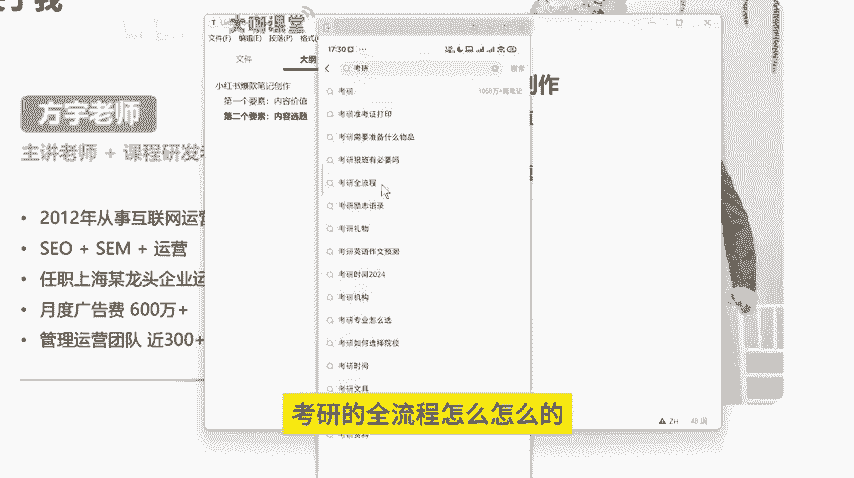 于我
大咖课堂
方宇老师
主讲老师 + 课程研发
• 2012年从事互联网运营
• SEO + SEM + 运营
• 任职上海某龙头企业运
• 月度广告费 600万+
• 管理运营团队 近300+
文件(F) 编辑(E) 段落(P) 格式(
文件
大纲
小红书爆款笔记创作
第一个要素:内容价值
第二个要素:内容选题
17:30
考研
搜索
考研
考研准考证打印
考研需要准备什么物品
考研报班有必要吗
考研全流程
考研励志语录
考研礼物
考研英语作文预测
考研时间2024
考研机构
考研专业怎么选
考研如何选择院校
考研时间
考研文具
考研资料
创作
ZH
48 词
考研的全流程怎么怎么的